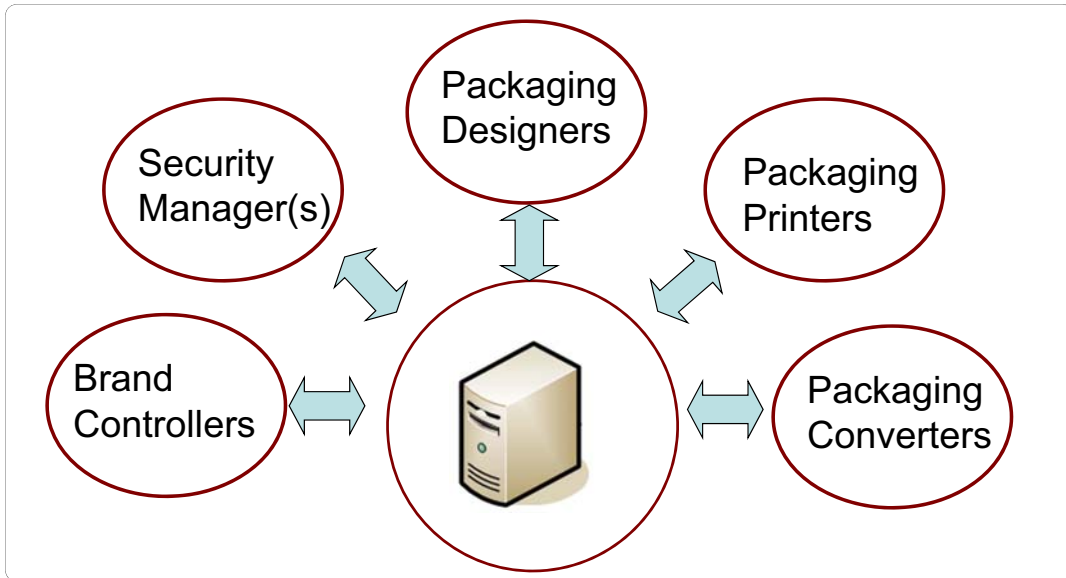 Packaging
Designers
Security
Manager(s)
Packaging
Printers
Brand
Controllers
Packaging
Converters